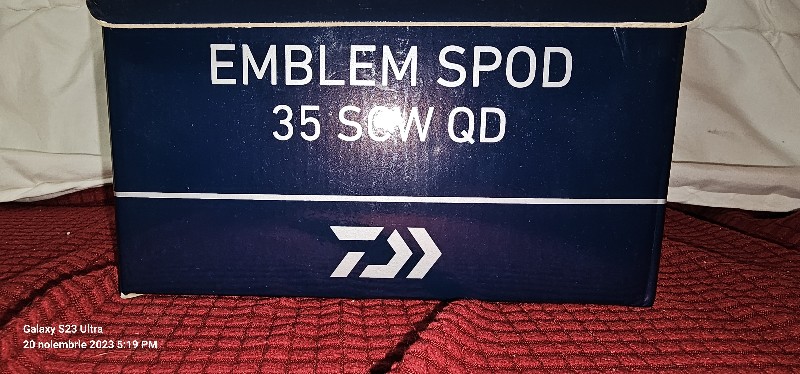 EMBLEM SPOD
35 SCW QD
Galaxy S23 Ultra
20 noiembrie 2023 5:19 PM